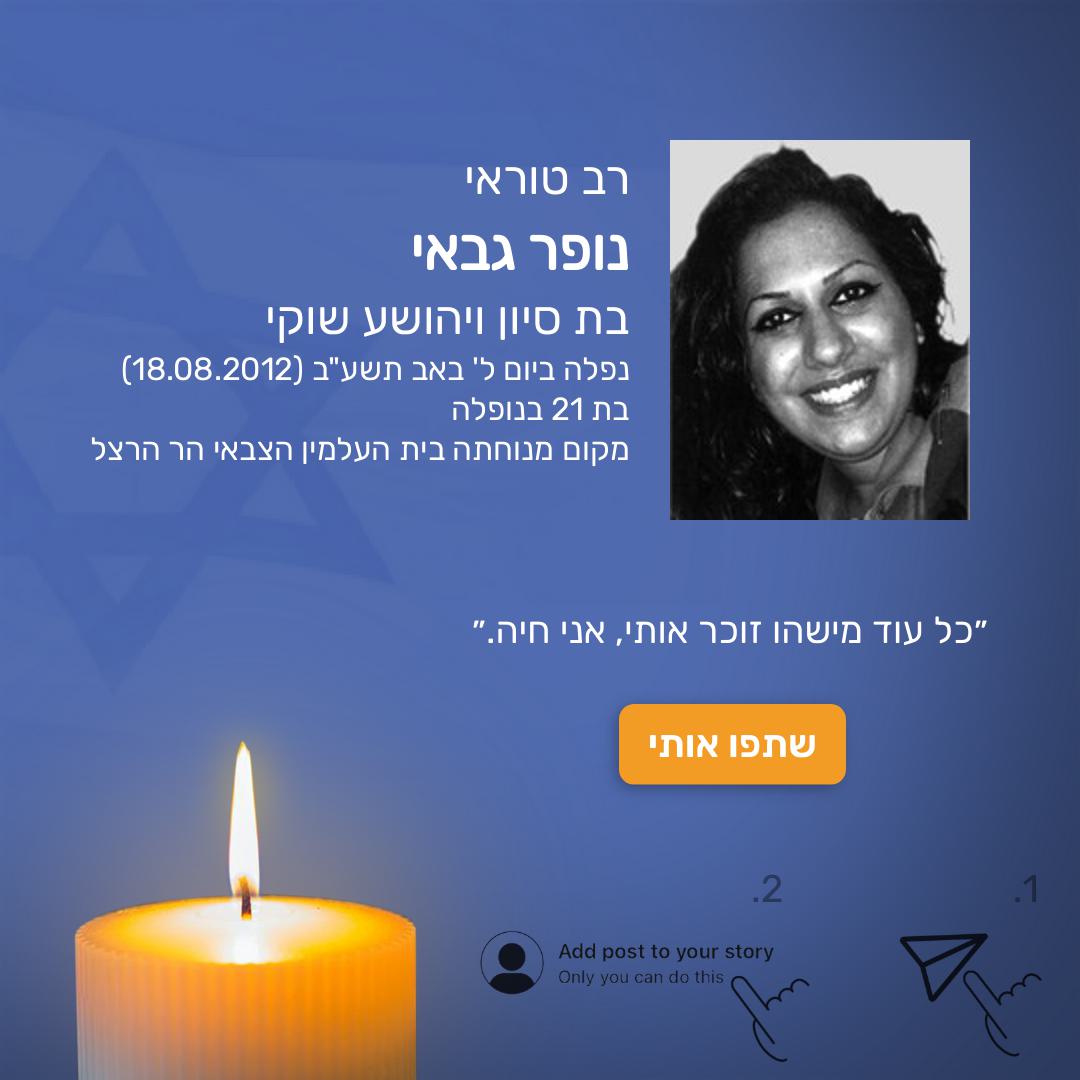 רב טוראי
נופר גבאי
בת סיון ויהושע שוקי
נפלה ביום ל' באב תשע"ב (18.08.2012)
בת 21 בנופלה
מקום מנוחתה בית העלמין הצבאי הר הרצל
״כל עוד מישהו זוכר אותי, אני חיה.״
שתפו אותי
1.
2.
Add post to your story
Only you can do this